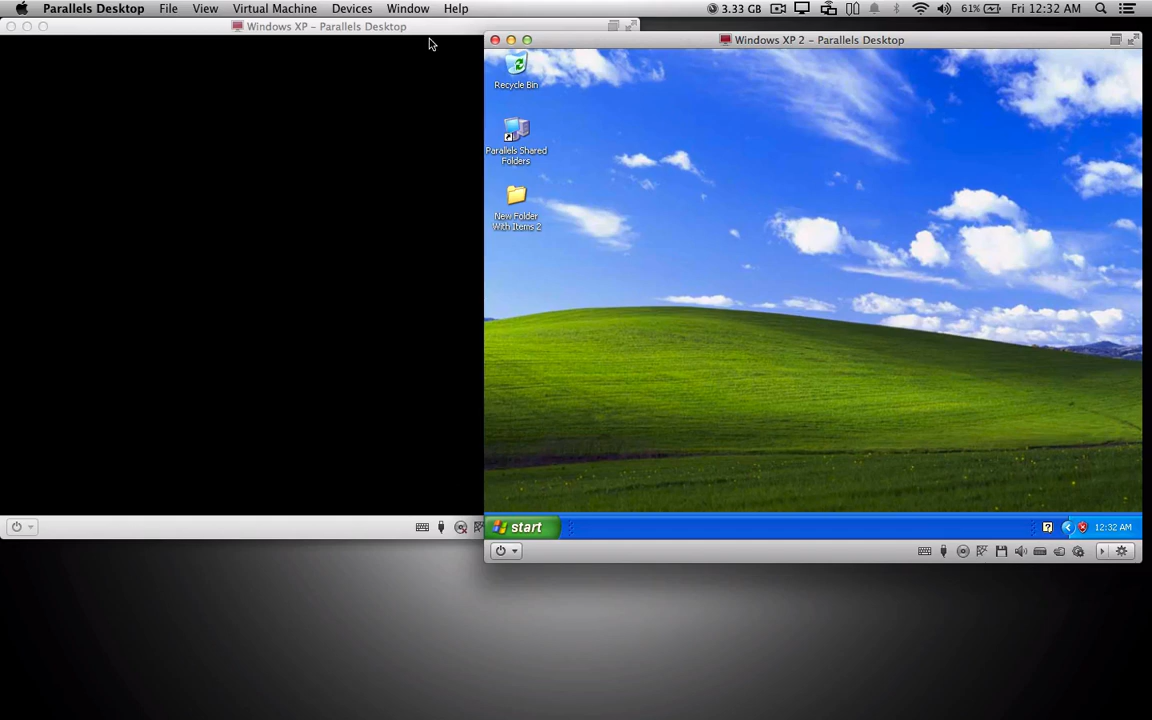 Parallels Desktop File View Virtual Machine Devices Window Help 3.33 GB 61% Fri 12:32 AM
Windows XP - Parallels Desktop
Windows XP 2 - Parallels Desktop
Recycle Bin
Parallels Shared
Folders
New Folder
With Items 2
start
12:32 AM